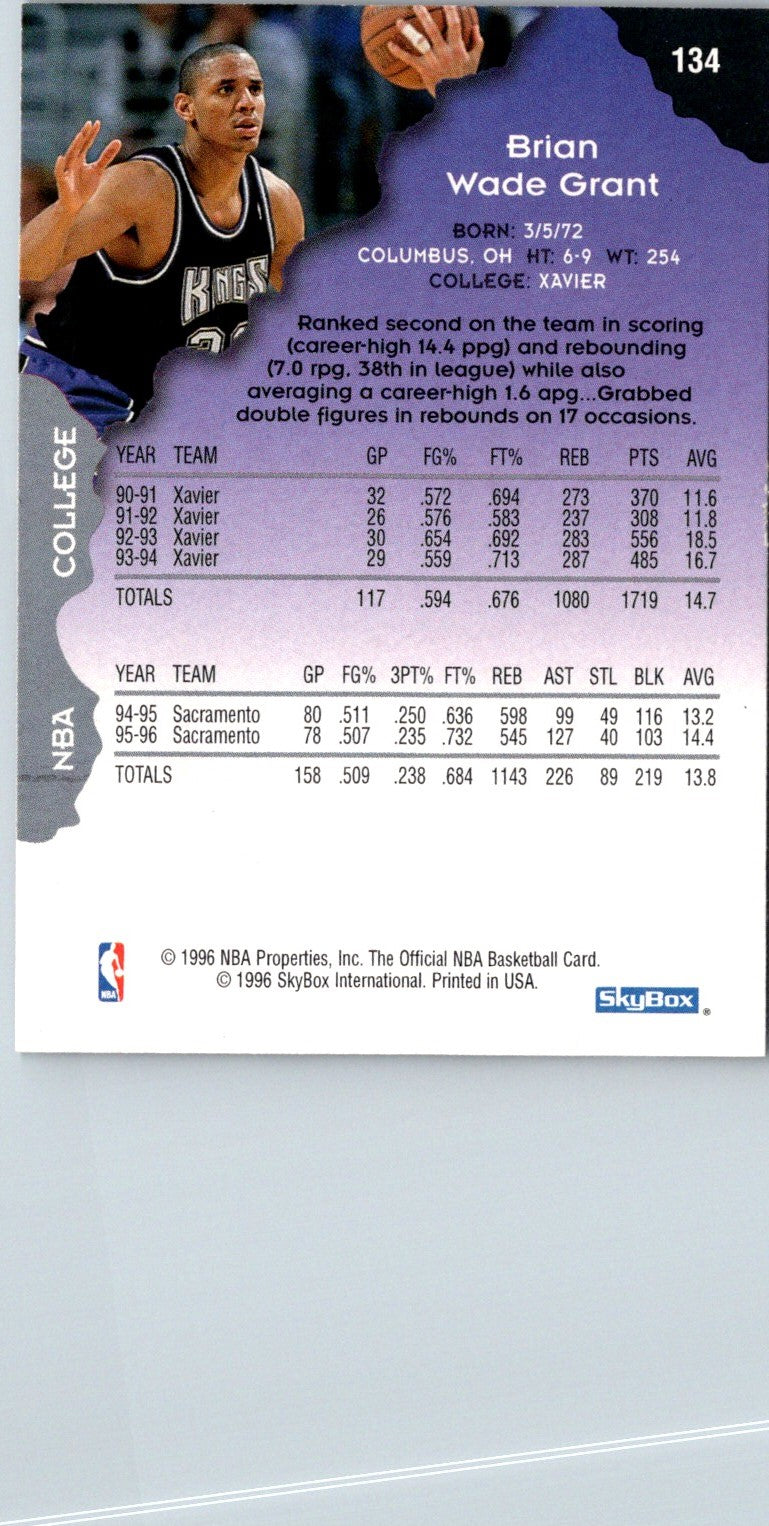 134
Brian
Wade Grant
BORN: 3/5/72
COLUMBUS, OH HT: 6-9 WT: 254
COLLEGE: XAVIER
KINGS
Ranked second on the team in scoring
(career-high 14.4 ppg) and rebounding
(7.0 rpg, 38th in league) while also
averaging a career-high 1.6 apg...Grabbed
double figures in rebounds on 17 occasions.
COLLEGE
YEAR TEAM GP FG% FT% REB PTS AVG
90-91 Xavier 32 .572 .694 273 370 11.6
91-92 Xavier 26 .576 .583 237 308 11.8
92-93 Xavier 30 .654 .692 283 556 18.5
93-94 Xavier 29 .559 .713 287 485 16.7
TOTALS 117 .594 .676 1080 1719 14.7
NBA
YEAR TEAM GP FG% 3PT% FT% REB AST STL BLK AVG
94-95 Sacramento 80 .511 .250 .636 598 99 49 116 13.2
95-96 Sacramento 78 .507 .235 .732 545 127 40 103 14.4
TOTALS 158 .509 .238 .684 1143 226 89 219 13.8
NBA
© 1996 NBA Properties, Inc. The Official NBA Basketball Card.
© 1996 SkyBox International. Printed in USA.
SkyBox ®